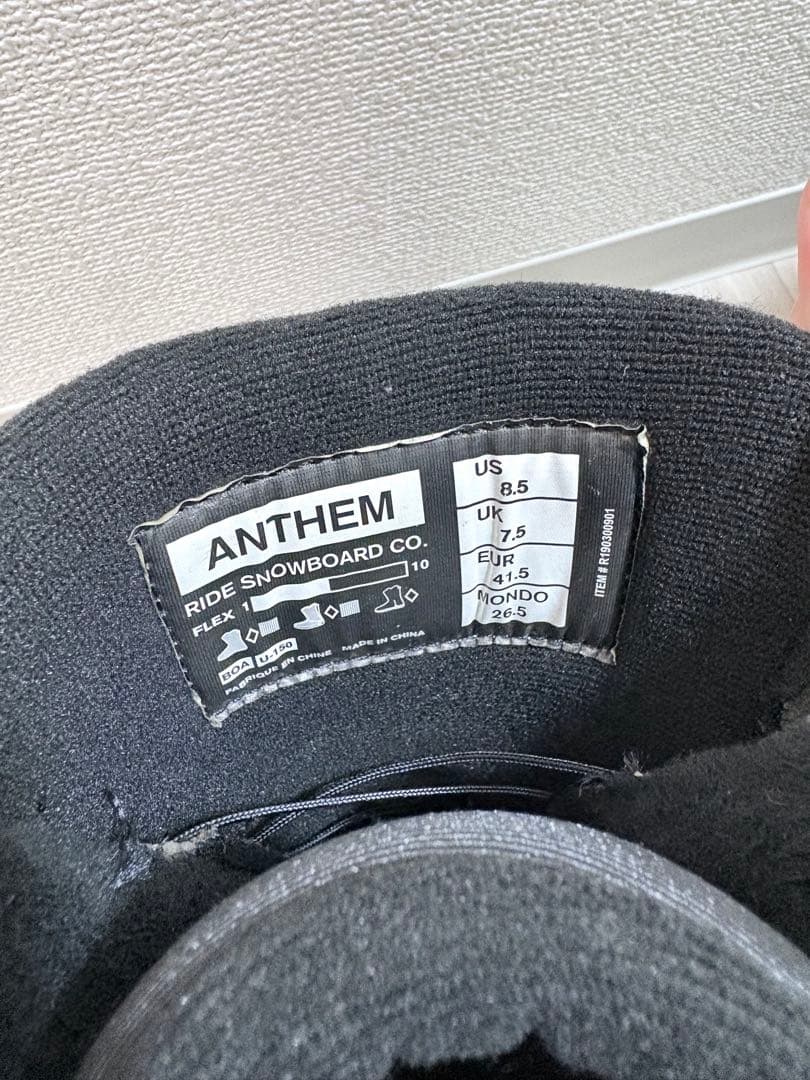 ANTHEM
RIDE SNOWBOARD CO.
FLEX 1 10
BOA U-150
FABRIQUE EN CHINE MADE IN CHINA
US
8.5
UK
7.5
EUR
41.5
MONDO
26.5
ITEM # R190300901